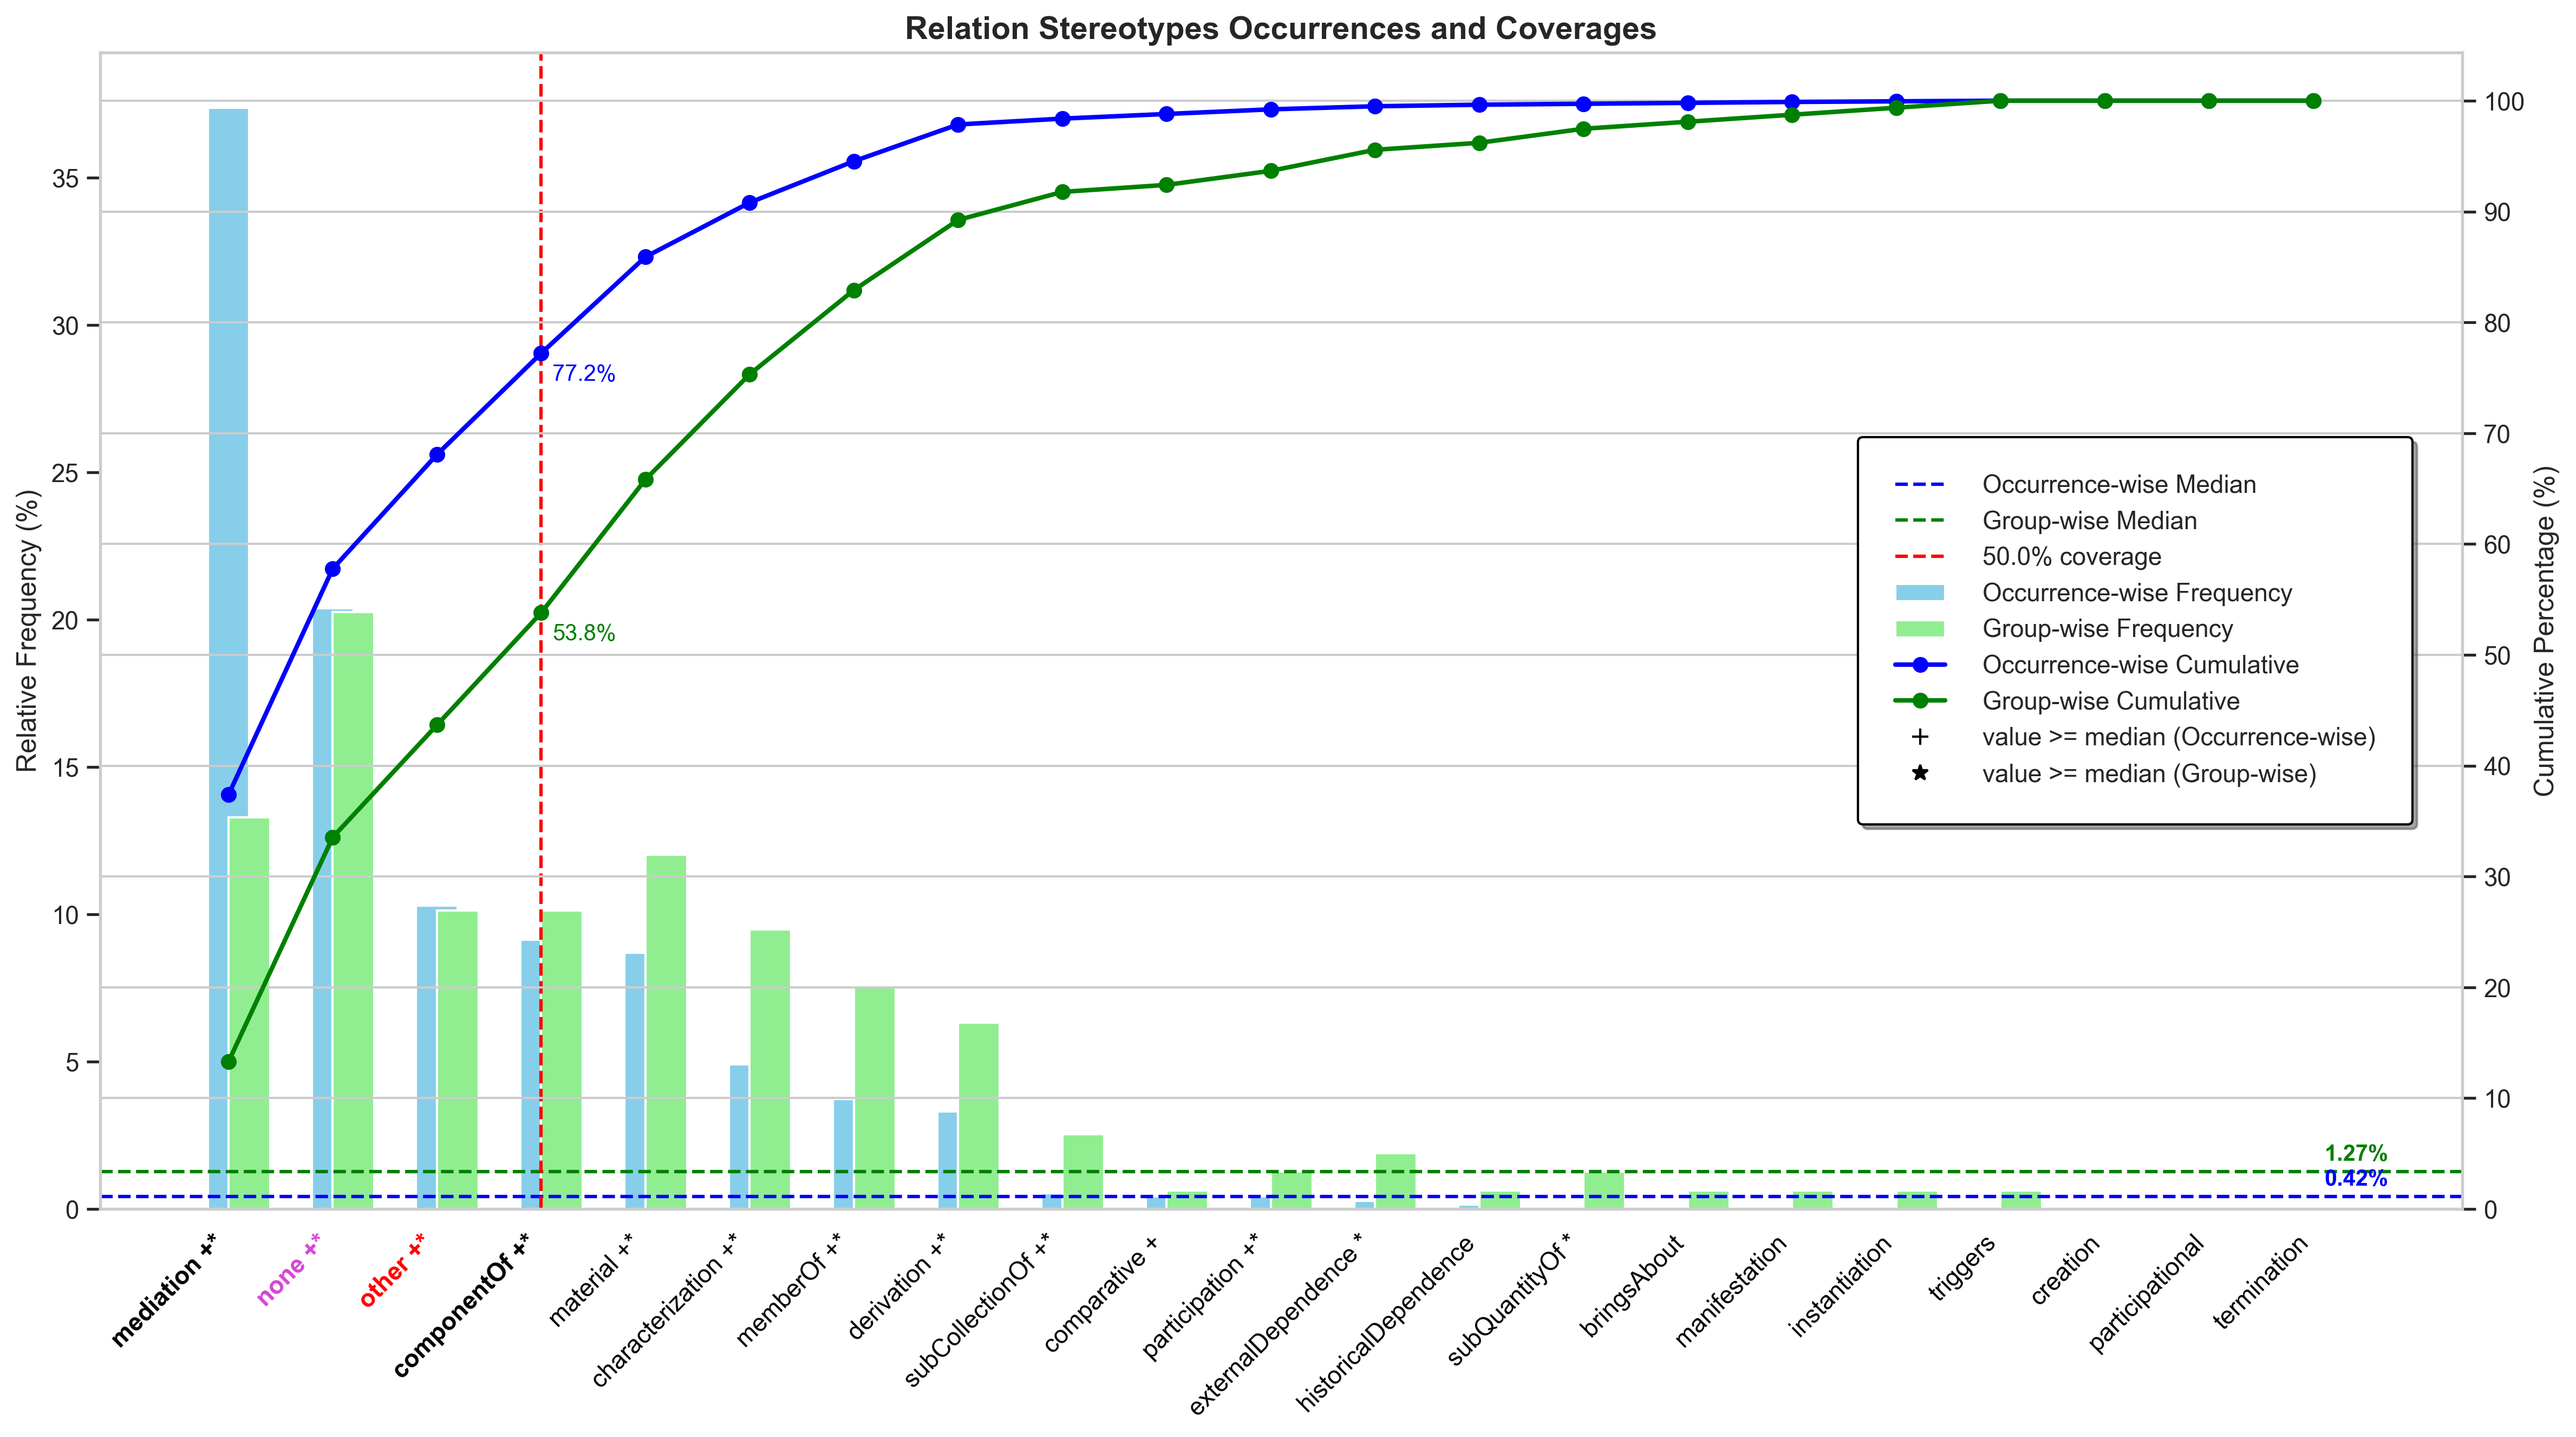 Relation Stereotypes Occurrences and Coverages
Relative Frequency (%)
35
30
25
20
15
10
5
0
Cumulative Percentage (%)
100
90
80
70
60
50
40
30
20
10
0
77.2%
53.8%
1.27%
0.42%
Occurrence-wise Median
Group-wise Median
50.0% coverage
Occurrence-wise Frequency
Group-wise Frequency
Occurrence-wise Cumulative
Group-wise Cumulative
+ value >= median (Occurrence-wise)
★ value >= median (Group-wise)
mediation +*
none +*
other +*
componentOf +*
material +*
characterization +*
memberOf +*
derivation +*
subCollectionOf +*
comparative +
participation +*
externalDependence *
historicalDependence
subQuantityOf *
bringsAbout
manifestation
instantiation
triggers
creation
participational
termination